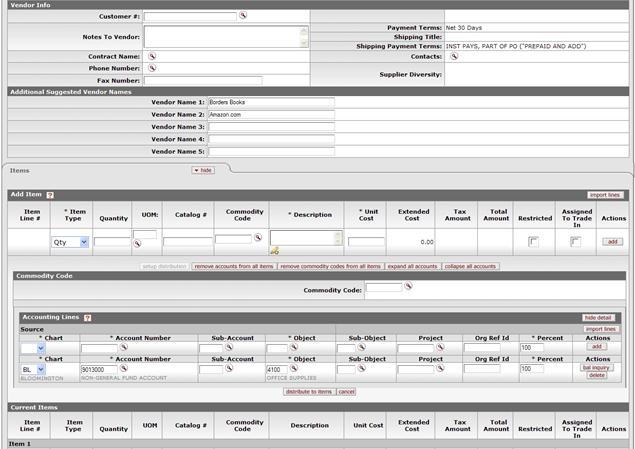 Vendor Info
Customer #:
Notes To Vendor:
Payment Terms: Net 30 Days
Shipping Title:
Shipping Payment Terms: INST PAYS, PART OF PO ("PREPAID AND ADD")
Contract Name:
Contacts:
Phone Number:
Supplier Diversity:
Fax Number:
Additional Suggested Vendor Names
Vendor Name 1: Borders Books
Vendor Name 2: Amazon.com
Vendor Name 3:
Vendor Name 4:
Vendor Name 5:
Items hide
Add Item ? import lines
Item Line # * Item Type Quantity UOM: Catalog # Commodity Code * Description * Unit Cost Extended Cost Tax Amount Total Amount Restricted Assigned To Trade In Actions
Qty 0.00 add
setup distribution remove accounts from all items remove commodity codes from all items expand all accounts collapse all accounts
Commodity Code
Commodity Code:
Accounting Lines ? hide detail
Source import lines
* Chart * Account Number Sub-Account * Object Sub-Object Project Org Ref Id * Percent Actions
100 add
* Chart * Account Number Sub-Account * Object Sub-Object Project Org Ref Id * Percent Actions
BL 9013000 4100 100 bal inquiry
BLOOMINGTON NON-GENERAL FUND ACCOUNT OFFICE SUPPLIES delete
distribute to items cancel
Current Items
Item Line # Item Type Quantity UOM Catalog # Commodity Code Description Unit Cost Extended Cost Tax Amount Total Amount Restricted Assigned To Trade In Actions
Item 1